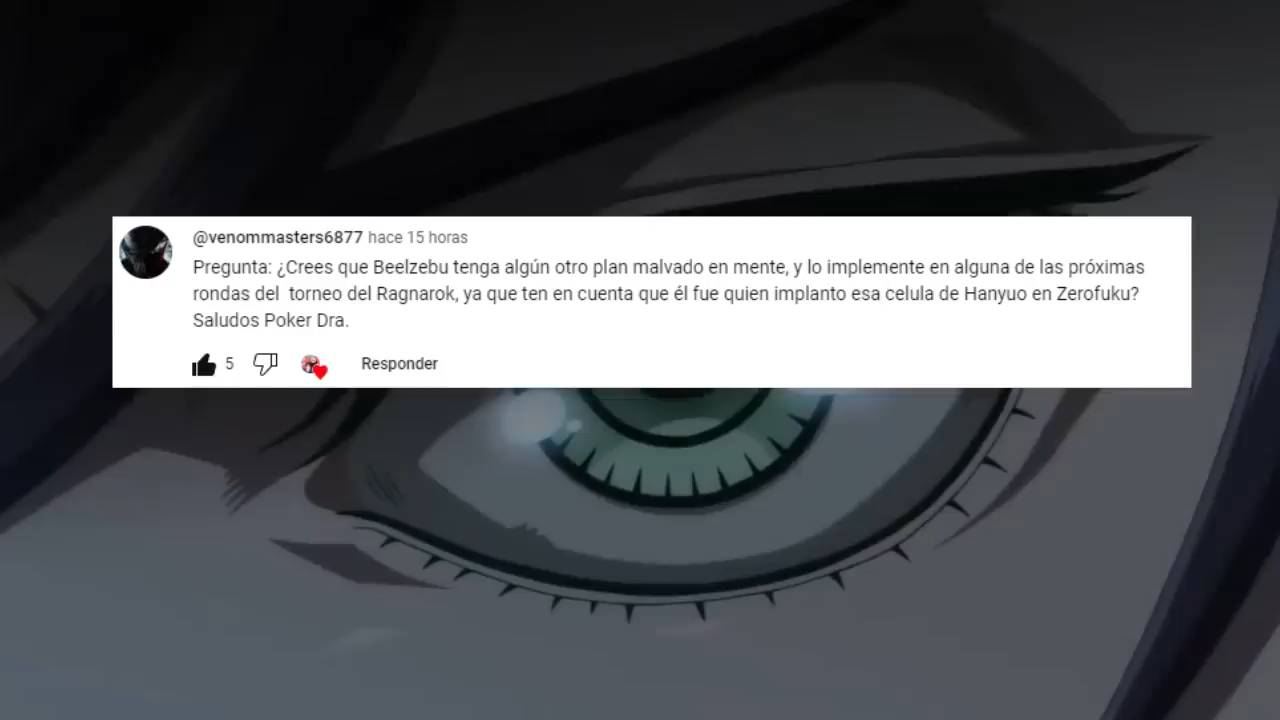 @venommasters6877 hace 15 horas
Pregunta: ¿Crees que Beelzebu tenga algún otro plan malvado en mente, y lo implemente en alguna de las próximas
rondas del  torneo del Ragnarok, ya que ten en cuenta que él fue quien implanto esa celula de Hanyuo en Zerofuku?
Saludos Poker Dra.
5 Responder